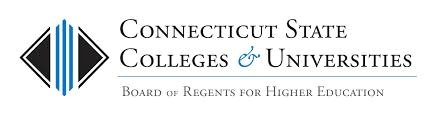 Connecticut State
Colleges & Universities
Board of Regents for Higher Education